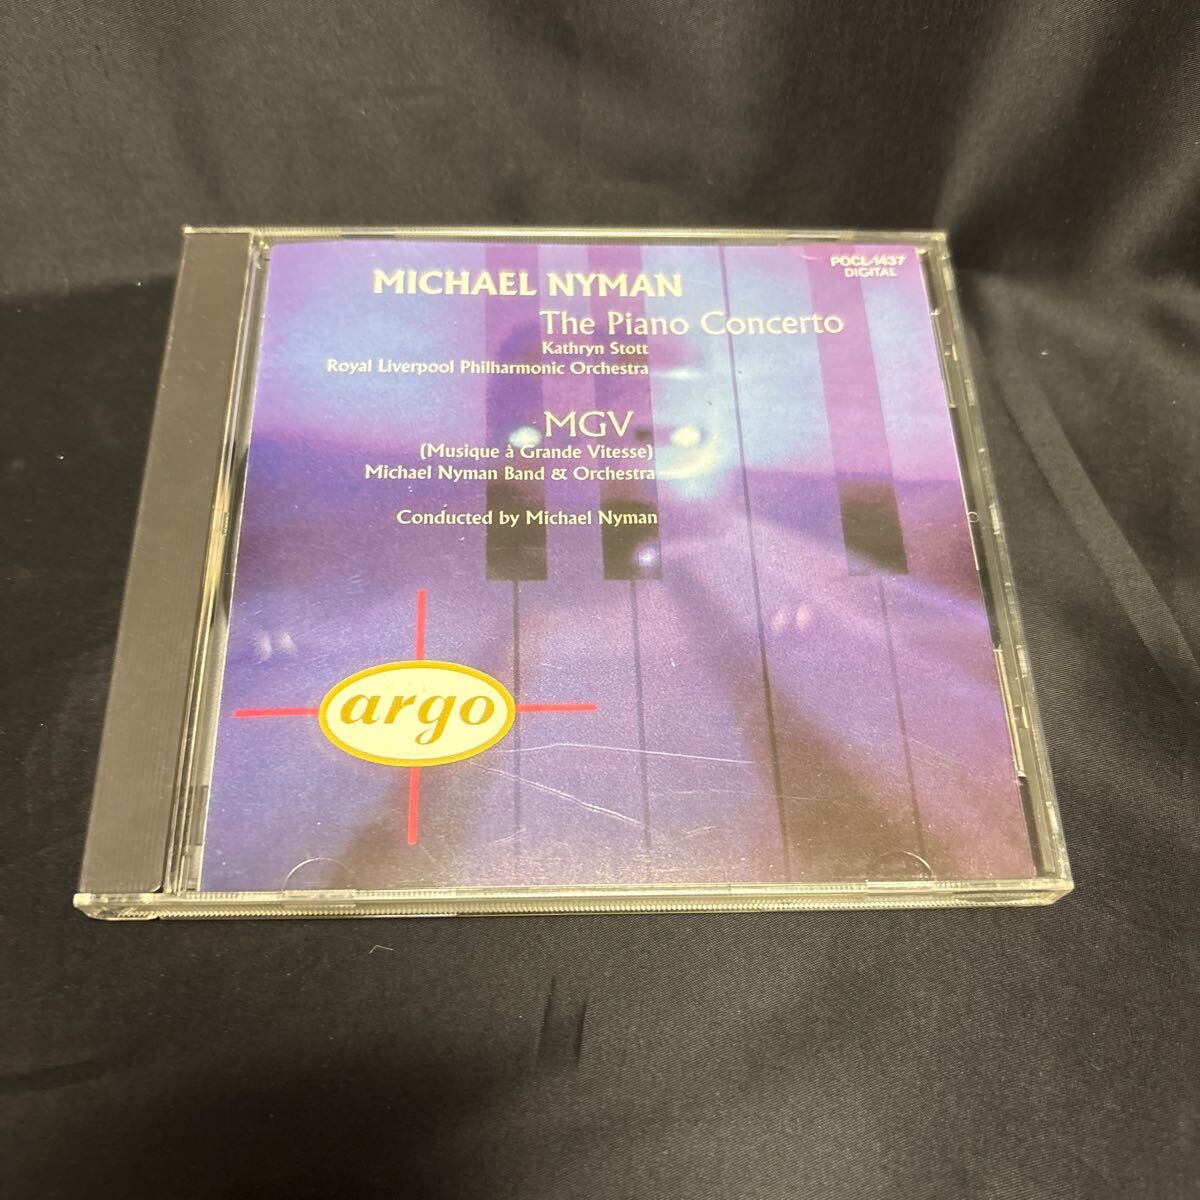 POCL-1437
DIGITAL
MICHAEL NYMAN
The Piano Concerto
Kathryn Stott
Royal Liverpool Philharmonic Orchestra
MGV
(Musique à Grande Vitesse)
Michael Nyman Band & Orchestra
Conducted by Michael Nyman
argo